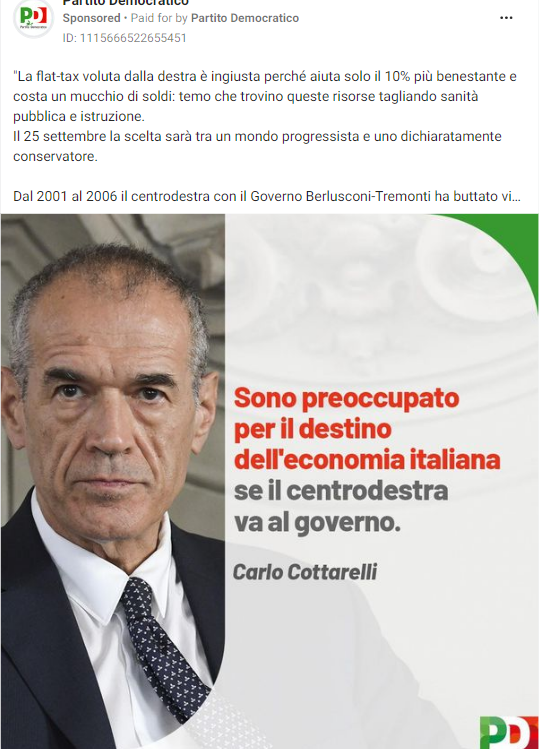 Partito Democratico
PD
Partito Democratico
Sponsored • Paid for by Partito Democratico
ID: 1115666522655451
"La flat-tax voluta dalla destra è ingiusta perché aiuta solo il 10% più benestante e
costa un mucchio di soldi: temo che trovino queste risorse tagliando sanità
pubblica e istruzione.
Il 25 settembre la scelta sarà tra un mondo progressista e uno dichiaratamente
conservatore.
Dal 2001 al 2006 il centrodestra con il Governo Berlusconi-Tremonti ha buttato vi...
Sono preoccupato
per il destino
dell'economia italiana
se il centrodestra
va al governo.
Carlo Cottarelli
PD